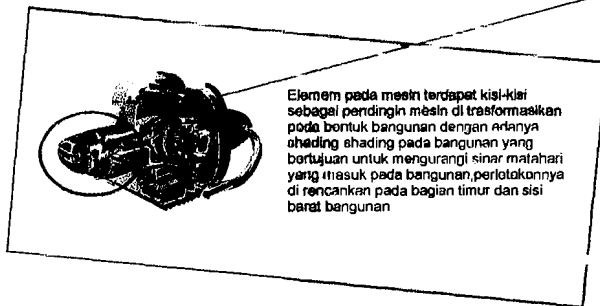 Elemem pada mesin terdapat kisi-kisi
sebagai pendingin mesin di trasformasikan
pada bentuk bangunan dengan adanya
shading shading pada bangunan yang
bertujuan untuk mengurangi sinar matahari
yang masuk pada bangunan,perletakannya
di rencankan pada bagian timur dan sisi
barat bangunan